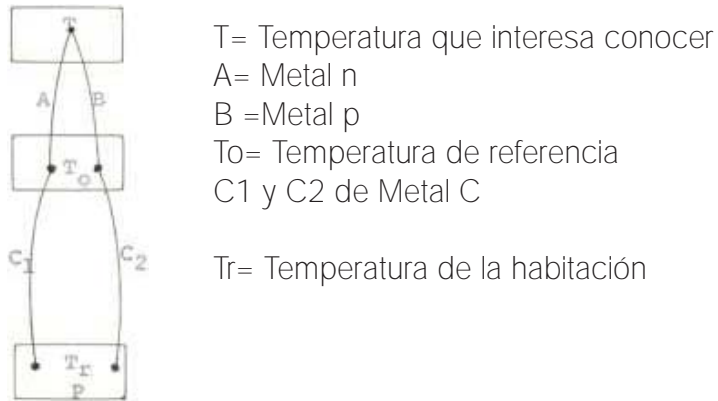 T
A B
T₀
C₁ C₂
Tᵣ
P
T= Temperatura que interesa conocer
A= Metal n
B =Metal p
To= Temperatura de referencia
C1 y C2 de Metal C
Tr= Temperatura de la habitación